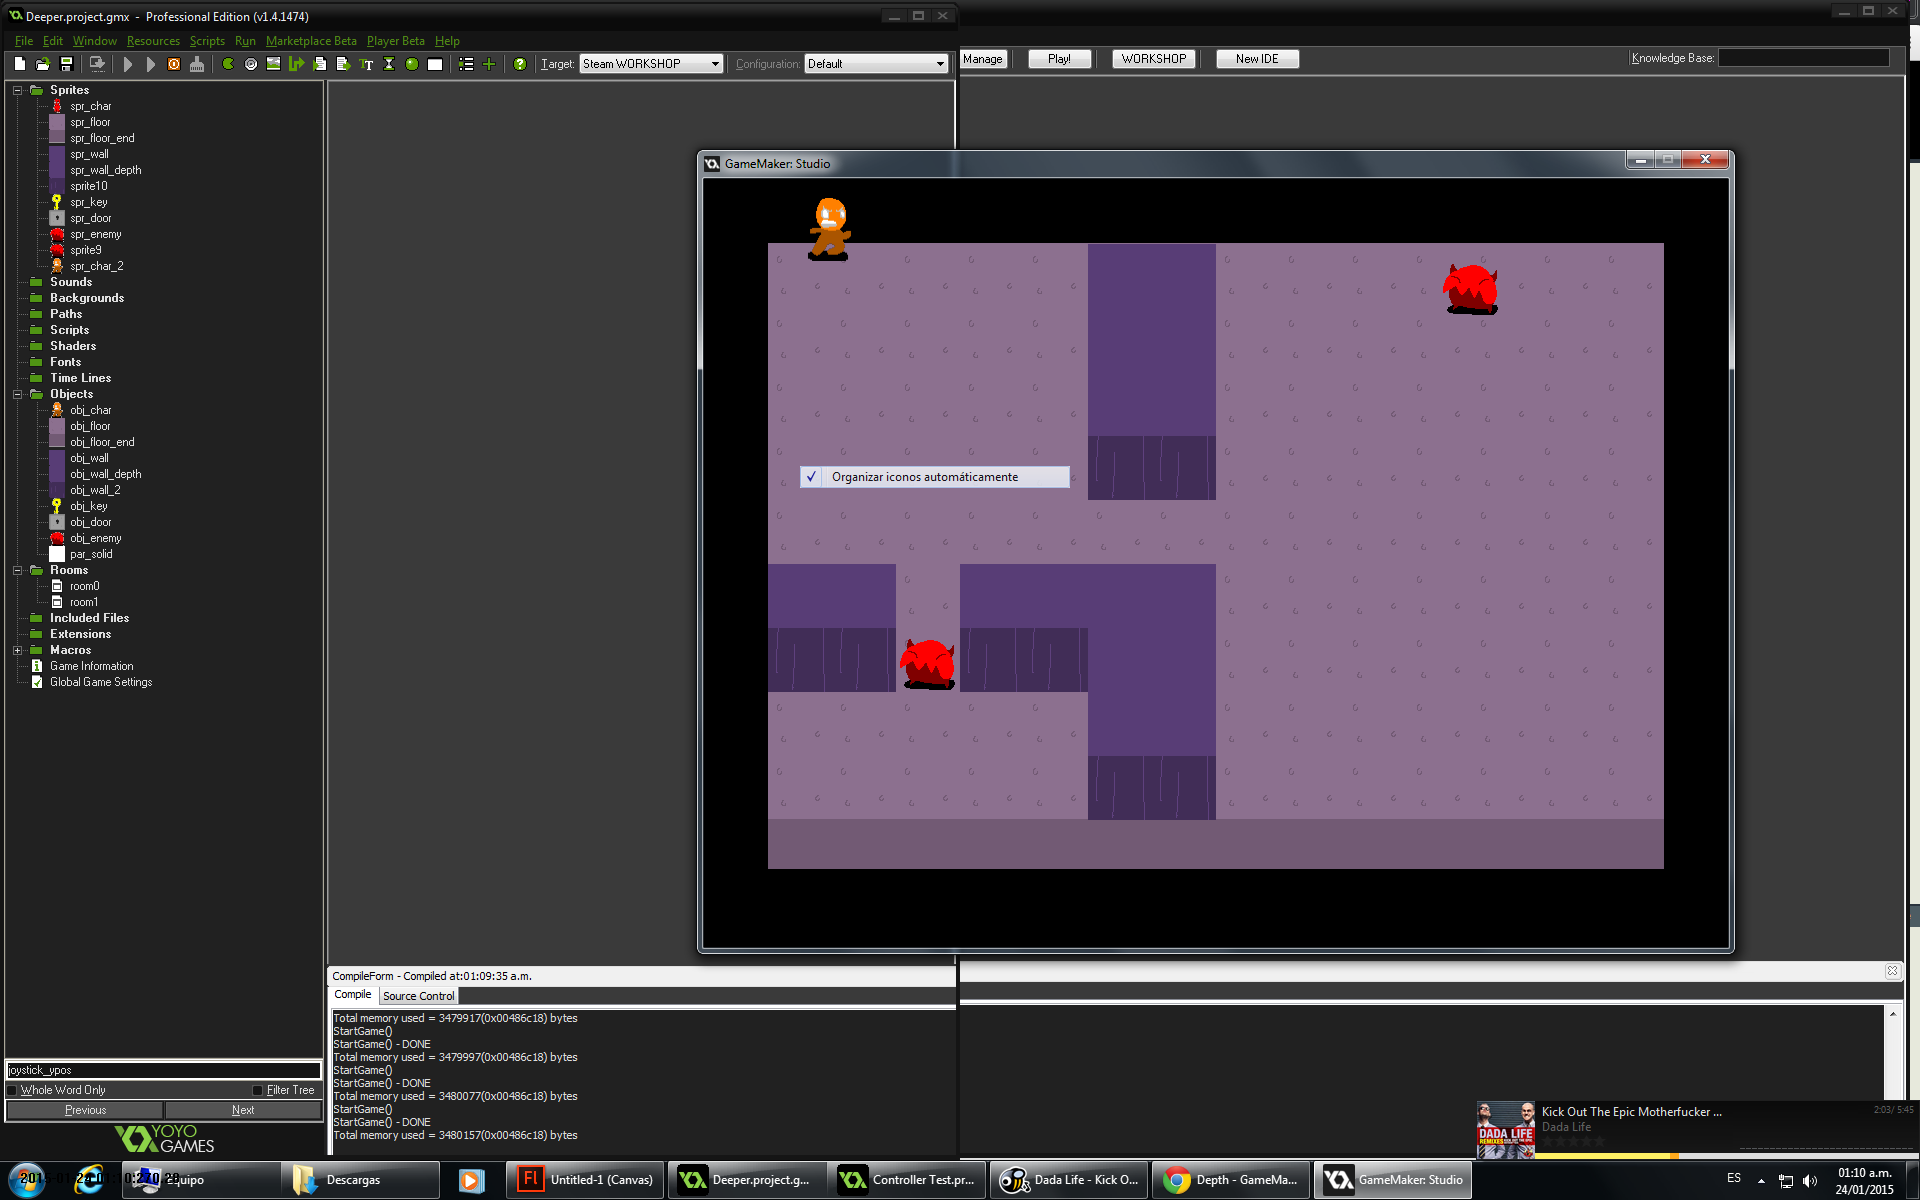 Deeper.project.gmx - Professional Edition (v1.4.1474)
File Edit Window Resources Scripts Run Marketplace Beta Player Beta Help
Target: Steam WORKSHOP Configuration: Default
Manage Play! WORKSHOP New IDE Knowledge Base:
Sprites
spr_char
spr_floor
spr_floor_end
spr_wall
spr_wall_depth
sprite10
spr_key
spr_door
spr_enemy
sprite9
spr_char_2
Sounds
Backgrounds
Paths
Scripts
Shaders
Fonts
Time Lines
Objects
obj_char
obj_floor
obj_floor_end
obj_wall
obj_wall_depth
obj_wall_2
obj_key
obj_door
obj_enemy
par_solid
Rooms
room0
room1
Included Files
Extensions
Macros
Game Information
Global Game Settings
GameMaker: Studio
Organizar iconos automáticamente
CompileForm - Compiled at:01:09:35 a.m.
Compile Source Control
Total memory used = 3479917(0x00486c18) bytes
StartGame()
StartGame() - DONE
Total memory used = 3479997(0x00486c18) bytes
StartGame()
StartGame() - DONE
Total memory used = 3480077(0x00486c18) bytes
StartGame()
StartGame() - DONE
Total memory used = 3480157(0x00486c18) bytes
joystick_ypos
Whole Word Only Filter Tree
Previous Next
YOYO
GAMES
DADA LIFE
Kick Out The Epic Motherfucker ...
2:03/ 5:45
Dada Life
Equipo
Descargas
Untitled-1 (Canvas)
Deeper.project.g...
Controller Test.pr...
Dada Life - Kick O...
Depth - GameMa...
GameMaker: Studio
ES
01:10 a.m.
24/01/2015